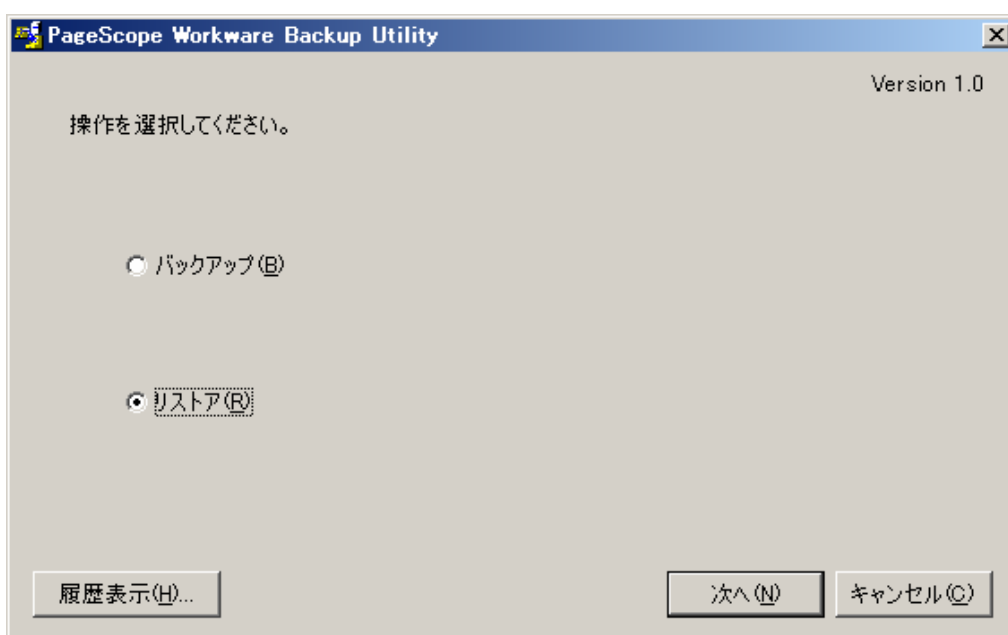 PageScope Workware Backup Utility
Version 1.0
操作を選択してください。
バックアップ(B)
リストア(R)
履歴表示(H)...
次へ(N)
キャンセル(C)